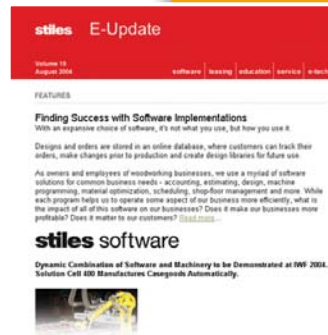 stiles E-Update
Volume 19
August 2004
software leasing education service e-tech
FEATURES
Finding Success with Software Implementations
With an expansive choice of software, it's not what you use, but how you use it.
Designs and orders are stored in an online database, where customers can track their
orders, make changes prior to production and create design libraries for future use.
As owners and employees of woodworking businesses, we use a myriad of software
solutions for common business needs - accounting, estimating, design, machine
programming, material optimization, scheduling, shop-floor management and more. While
each program helps us to operate some aspect of our business more efficiently, what is
the impact of all of this software on our businesses? Does it make our businesses more
profitable? Does it matter to our customers? Read more...
stiles software
Dynamic Combination of Software and Machinery to be Demonstrated at IWF 2004.
Solution Cell 400 Manufactures Casegoods Automatically.